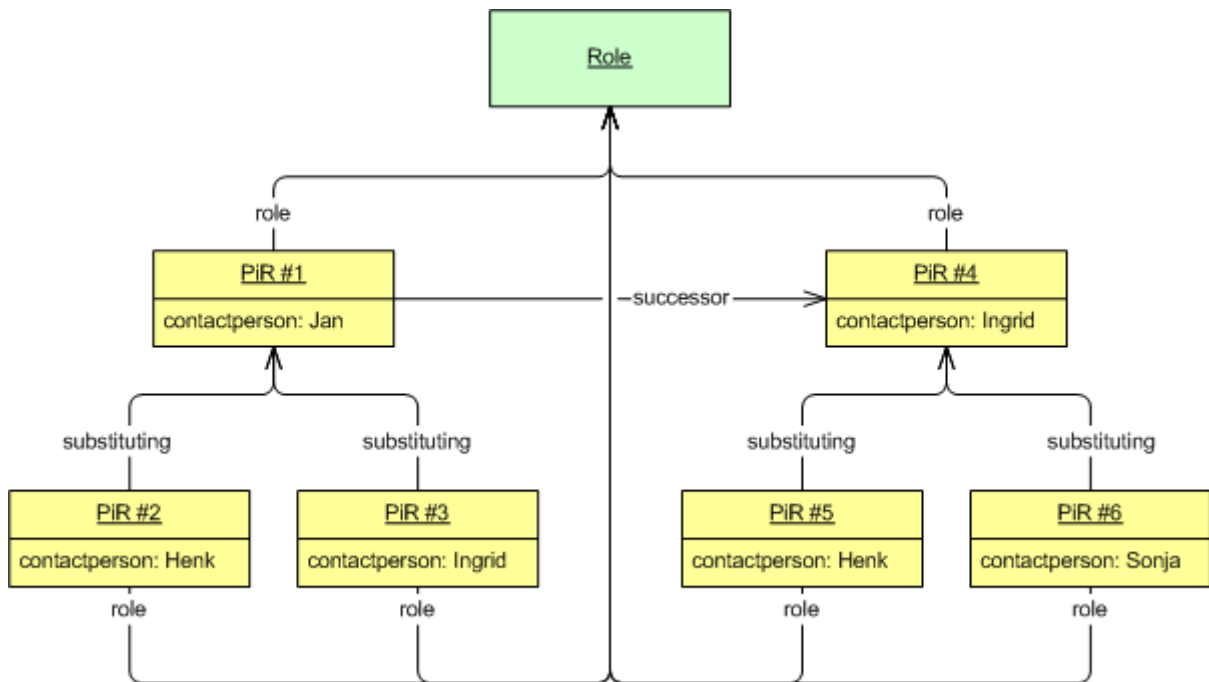 Role
role
role
PiR #1
contactperson: Jan
successor
PiR #4
contactperson: Ingrid
substituting
substituting
substituting
substituting
PiR #2
contactperson: Henk
PiR #3
contactperson: Ingrid
PiR #5
contactperson: Henk
PiR #6
contactperson: Sonja
role
role
role
role